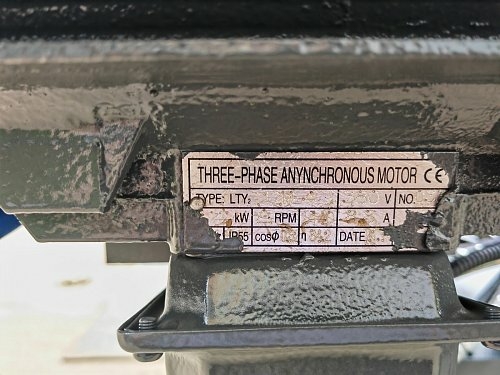 THREE-PHASE ANYNCHRONOUS MOTOR CE
TYPE: LTY₂ V NO.
kW RPM A
IP55 cosφ η DATE